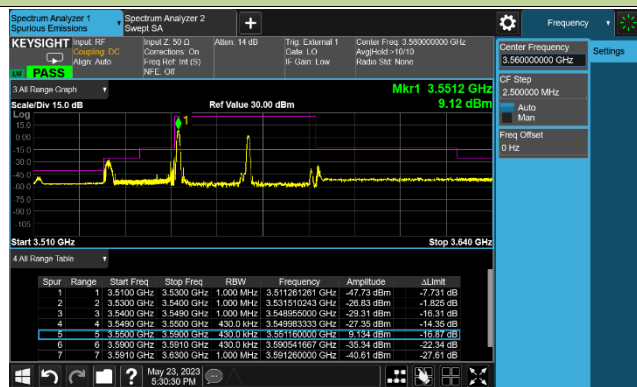 Spectrum Analyzer 1
Spurious Emissions
Spectrum Analyzer 2
Swept SA
+
Frequency
KEYSIGHT
Input: RF
Coupling: DC
Align: Auto
Input Z: 50 Ω
Corrections: On
Freq Ref: Int (S)
NFE: Off
Atten: 14 dB
Trig: External 1
Gate: LO
IF Gain: Low
Center Freq: 3.560000000 GHz
Avg|Hold:>10/10
Radio Std: None
PASS
Center Frequency
3.560000000 GHz
Settings
CF Step
2.500000 MHz
Auto
Man
Freq Offset
0 Hz
3 All Range Graph
Mkr1 3.5512 GHz
Scale/Div 15.0 dB
Ref Value 30.00 dBm
9.12 dBm
Log
15.0
0.00
-15.0
-30.0
-45.0
-60.0
-75.0
-90.0
-105
1
Start 3.510 GHz
Stop 3.640 GHz
4 All Range Table
Spur Range Start Freq Stop Freq RBW Frequency Amplitude ΔLimit
1 1 3.5100 GHz 3.5300 GHz 1.000 MHz 3.511261261 GHz -47.73 dBm -7.731 dB
2 2 3.5300 GHz 3.5400 GHz 1.000 MHz 3.531510243 GHz -26.83 dBm -1.825 dB
3 3 3.5400 GHz 3.5490 GHz 1.000 MHz 3.548955000 GHz -29.31 dBm -16.31 dB
4 4 3.5490 GHz 3.5500 GHz 430.0 kHz 3.549983333 GHz -27.35 dBm -14.35 dB
5 5 3.5500 GHz 3.5900 GHz 430.0 kHz 3.551160000 GHz 9.134 dBm -16.87 dB
6 6 3.5900 GHz 3.5910 GHz 430.0 kHz 3.590541667 GHz -35.34 dBm -22.34 dB
7 7 3.5910 GHz 3.6300 GHz 1.000 MHz 3.591260000 GHz -40.61 dBm -27.61 dB
?
May 23, 2023
5:30:30 PM